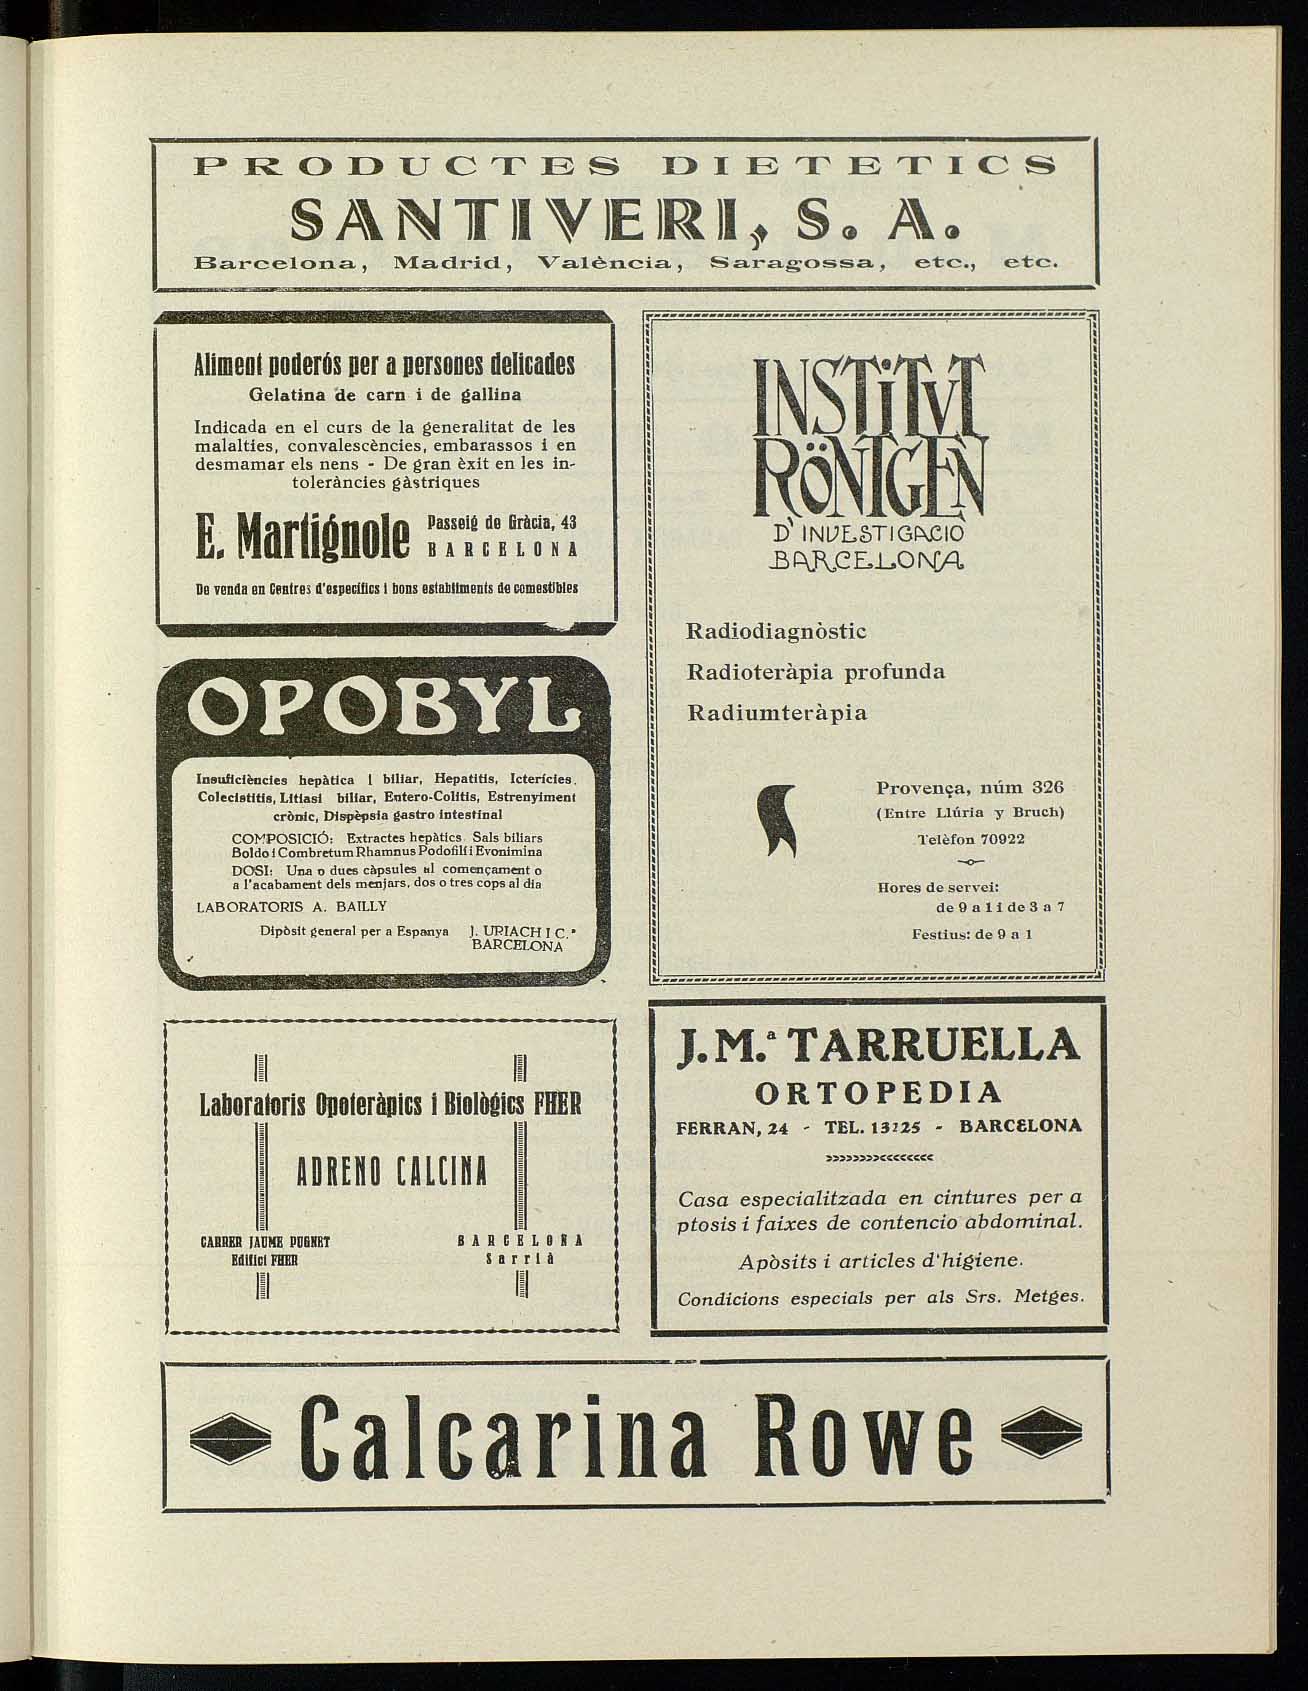 PRODUCTES DIETETICS
SANTIVERI, S. A.
Barcelona, Madrid, València, Saragossa, etc., etc.
Aliment poderós per a persones delicades
Gelatina de carn i de gallina
Indicada en el curs de la generalitat de les
malalties, convalescències, embarassos i en
desmamar els nens - De gran èxit en les in-
toleràncies gàstriques
E. Martignole
Passeig de Gràcia, 43
BARCELONA
De venda en Centres d'específics i bons establiments de comestibles
OPOBYL
Insuficiències hepàtica i biliar, Hepatitis, Icterícies.
Colecistitis, Litiasi biliar, Entero-Colitis, Estrenyiment
crònic, Dispèpsia gastro intestinal
COMPOSICIÓ: Extractes hepàtics Sals biliars
Boldo i Combretum Rhamnus Podofilí i Evonimina
DOSI: Una o dues càpsules al començament o
a l'acabament dels menjars, dos o tres cops al dia
LABORATORIS A. BAILLY
Dipòsit general per a Espanya
J. URIACH I C.ª
BARCELONA
INSTiTVT
RÖNTGEN
D'INVESTIGACIO
BARCELONA
Radiodiagnòstic
Radioteràpia profunda
Radiumteràpia
Provença, núm 326
(Entre Llúria y Bruch)
Telèfon 70922
Hores de servei:
de 9 a 1 i de 3 a 7
Festius: de 9 a 1
Laboratoris Opoteràpics i Biològics FHER
ADRENO CALCINA
CARRER JAUME PUGNET
Edifici FHER
BARCELONA
Sarrià
J. M.ª TARRUELLA
ORTOPEDIA
FERRAN, 24 - TEL. 13225 - BARCELONA
»»»»»«««««
Casa especialitzada en cintures per a
ptosis i faixes de contencio abdominal.
Apòsits i articles d'higiene.
Condicions especials per als Srs. Metges.
Calcarina Rowe